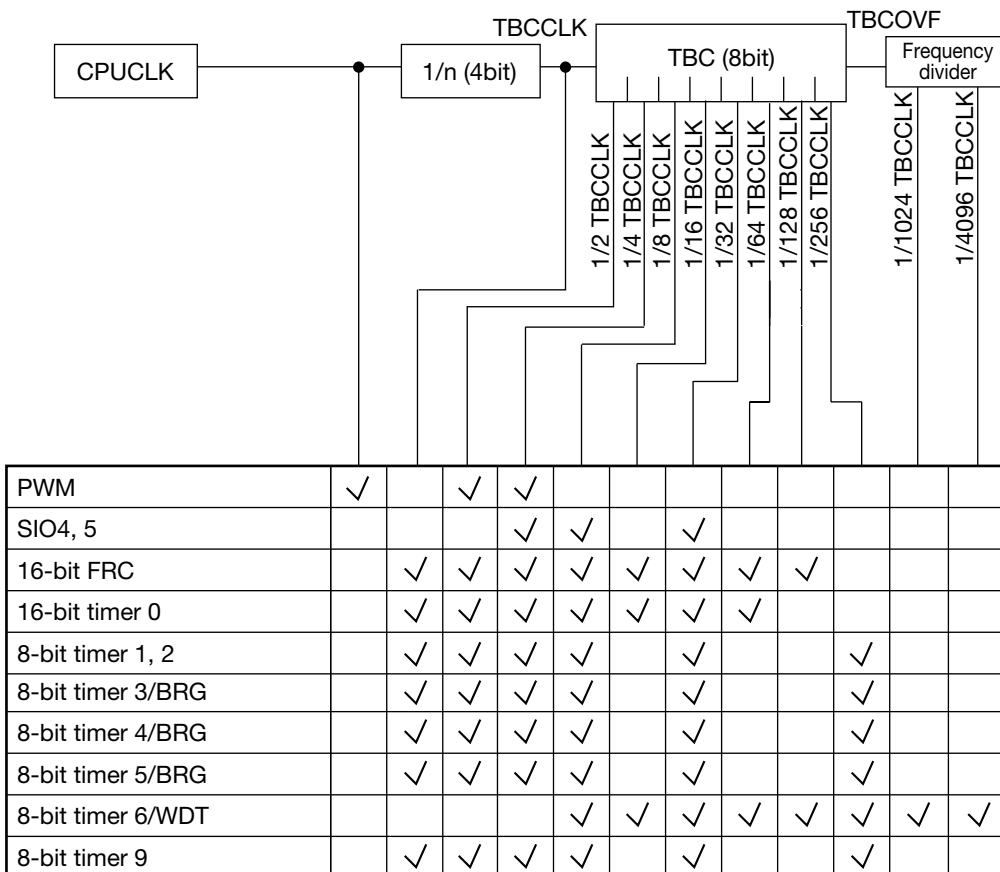 TBCCLK
TBCOVF
CPUCLK
1/n (4bit)
TBC (8bit)
Frequency
divider
1/2 TBCCLK
1/4 TBCCLK
1/8 TBCCLK
1/16 TBCCLK
1/32 TBCCLK
1/64 TBCCLK
1/128 TBCCLK
1/256 TBCCLK
1/1024 TBCCLK
1/4096 TBCCLK
PWM ✓ ✓ ✓
SIO4, 5 ✓ ✓ ✓
16-bit FRC ✓ ✓ ✓ ✓ ✓ ✓ ✓ ✓
16-bit timer 0 ✓ ✓ ✓ ✓ ✓ ✓ ✓
8-bit timer 1, 2 ✓ ✓ ✓ ✓ ✓ ✓
8-bit timer 3/BRG ✓ ✓ ✓ ✓ ✓ ✓
8-bit timer 4/BRG ✓ ✓ ✓ ✓ ✓ ✓
8-bit timer 5/BRG ✓ ✓ ✓ ✓ ✓ ✓
8-bit timer 6/WDT ✓ ✓ ✓ ✓ ✓ ✓ ✓ ✓
8-bit timer 9 ✓ ✓ ✓ ✓ ✓ ✓